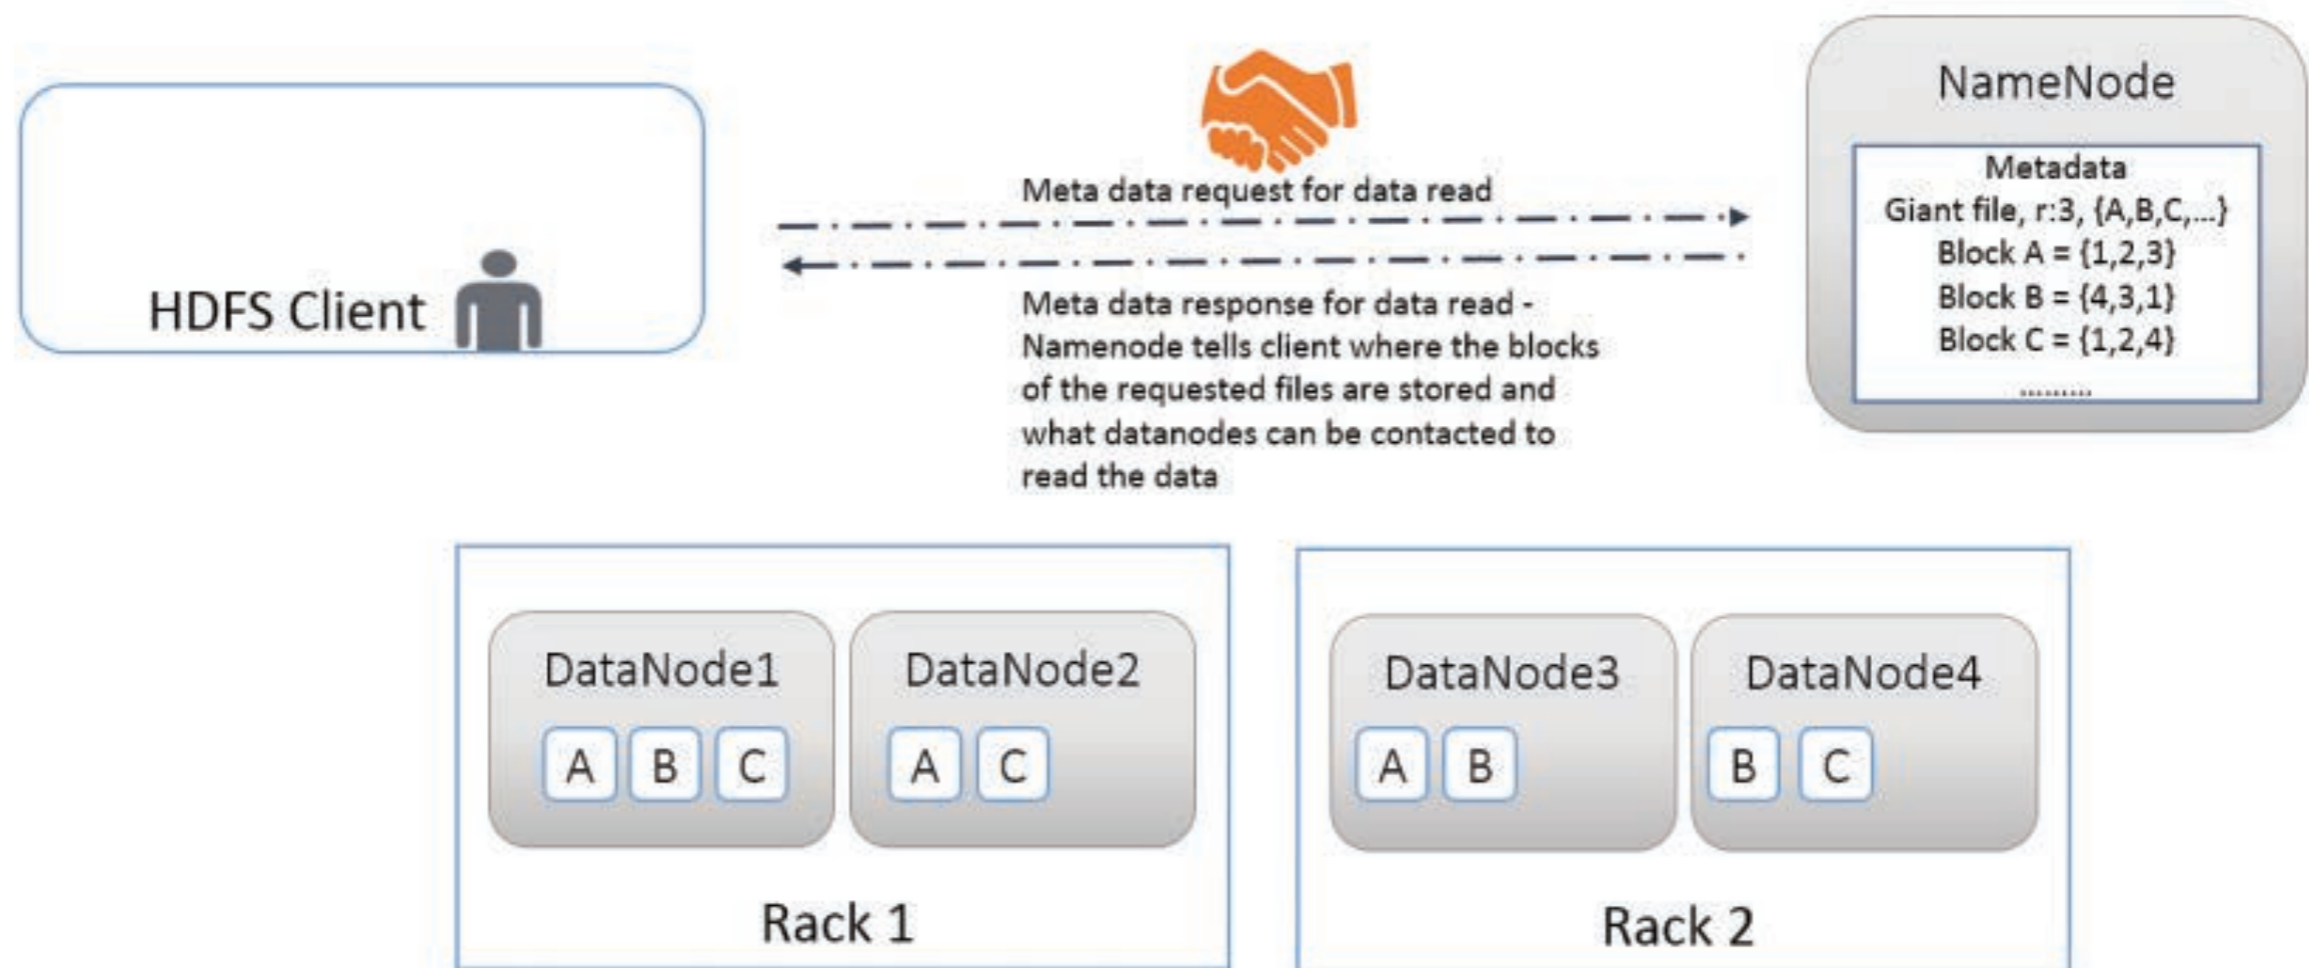 HDFS Client
Meta data request for data read
Meta data response for data read -
Namenode tells client where the blocks
of the requested files are stored and
what datanodes can be contacted to
read the data
NameNode
Metadata
Giant file, r:3, {A,B,C,...}
Block A = {1,2,3}
Block B = {4,3,1}
Block C = {1,2,4}
.........
DataNode1
A B C
DataNode2
A C
Rack 1
DataNode3
A B
DataNode4
B C
Rack 2